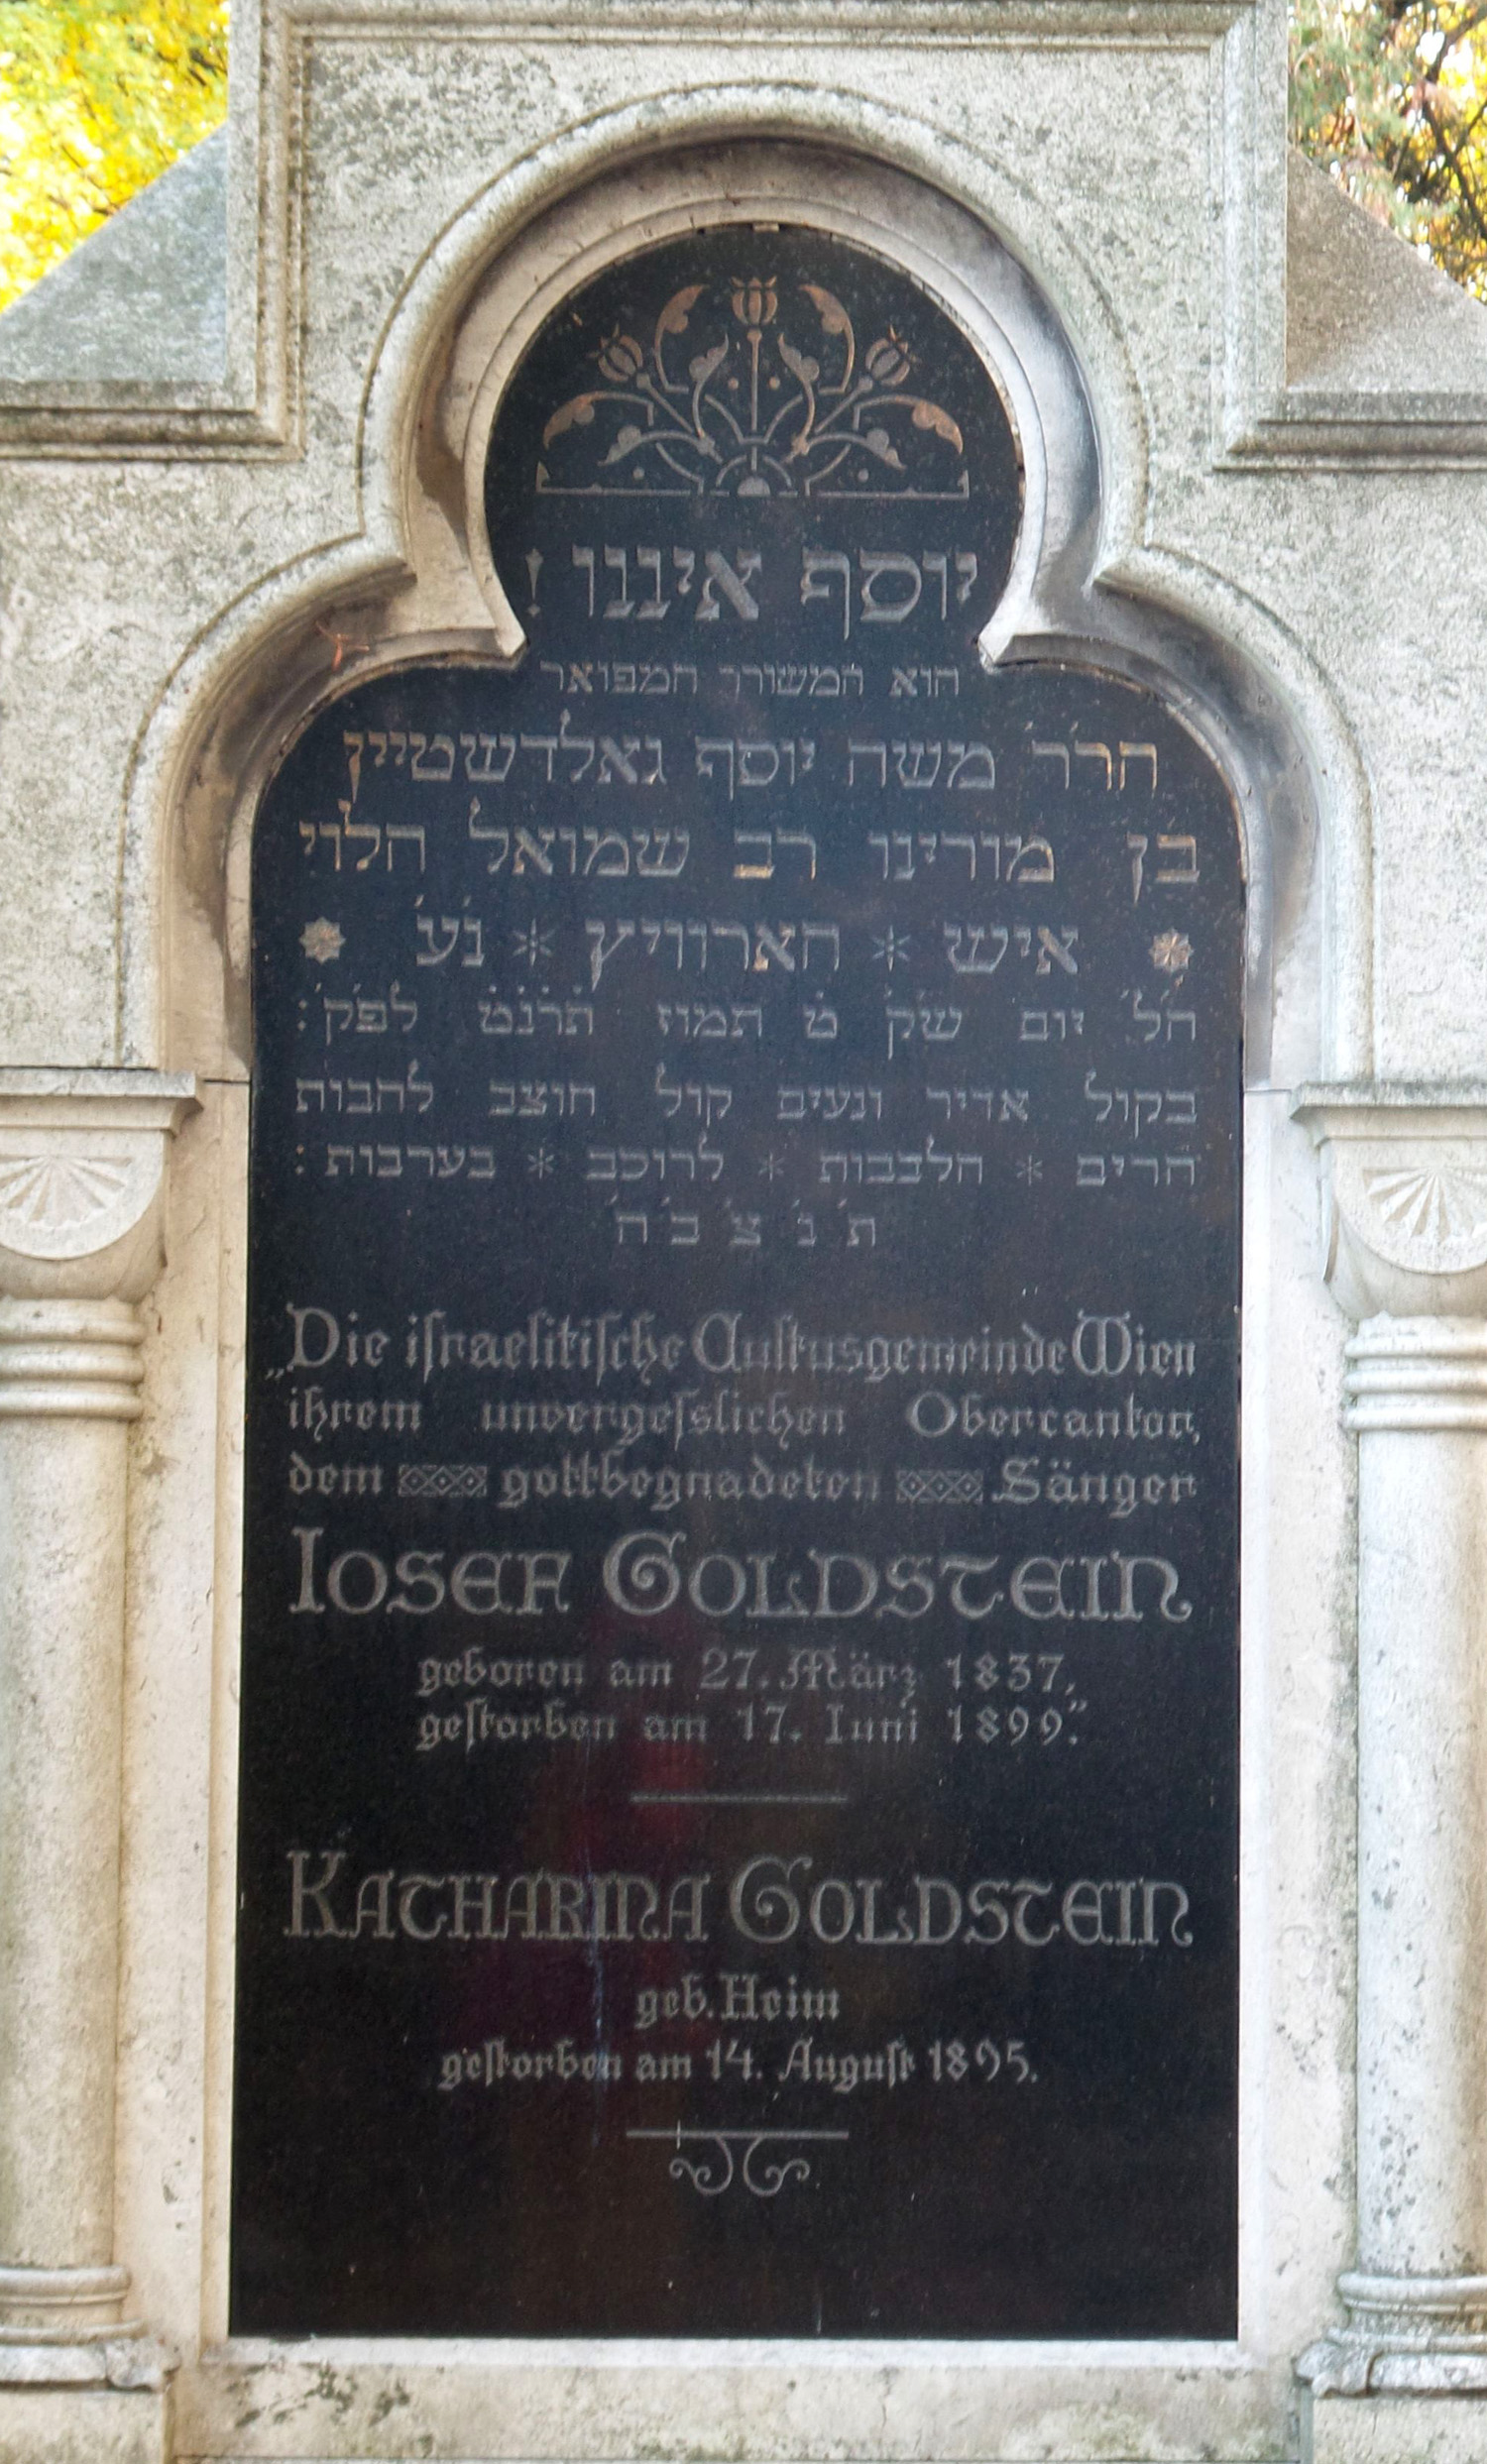 יוסף איננו !
הוא המשורר המפואר
הר״ר משה יוסף גאלדשטיין
בן מורינו רב שמואל הלוי
איש * הארוויץ * נ״ע
הל׳ יום ש״ק ט׳ תמוז תרנ״ט לפ״ק :
בקול אדיר ונעים קול חוצב להבות
הרים * הלבבות * לרוכב * בערבות :
ת׳ נ׳ צ׳ ב׳ ה׳
„Die iſraelitiſche Cultusgemeinde Wien
ihrem unvergeſslichen Obercantor,
dem gottbegnadeten Sänger
IOSEF GOLDSTEIN
geboren am 27. März 1837,
geſtorben am 17. Iuni 1899.“
KATHARINA GOLDSTEIN
geb. Heim
geſtorben am 14. Auguſt 1895.